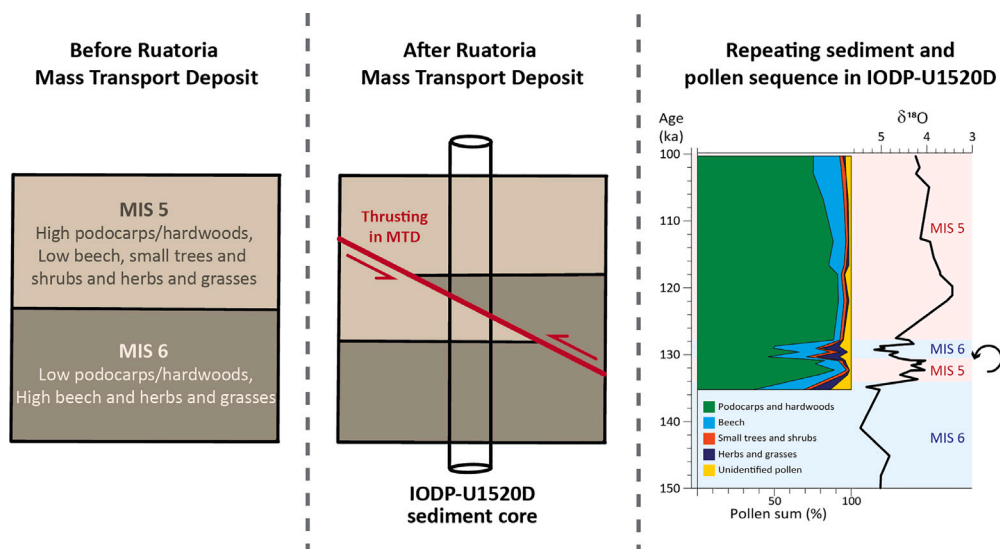 Before Ruatoria
Mass Transport Deposit
MIS 5
High podocarps/hardwoods,
Low beech, small trees and
shrubs and herbs and grasses
MIS 6
Low podocarps/hardwoods,
High beech and herbs and grasses
After Ruatoria
Mass Transport Deposit
Thrusting
in MTD
IODP-U1520D
sediment core
Repeating sediment and
pollen sequence in IODP-U1520D
Age
(ka)
δ¹⁸O
5 4 3
100
110
120
130
140
150
MIS 5
MIS 6
MIS 5
MIS 6
Podocarps and hardwoods
Beech
Small trees and shrubs
Herbs and grasses
Unidentified pollen
50 100
Pollen sum (%)